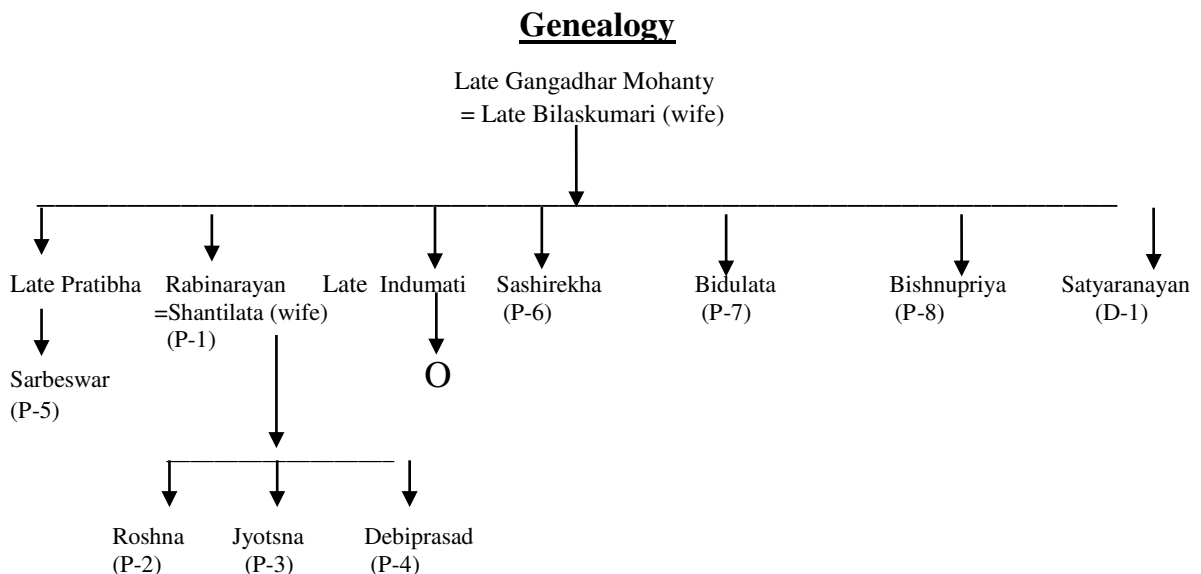 Genealogy
Late Gangadhar Mohanty
= Late Bilaskumari (wife)
Late Pratibha Rabinarayan Late Indumati Sashirekha Bidulata Bishnupriya Satyaranayan
=Shantilata (wife) (P-6) (P-7) (P-8) (D-1)
(P-1)
O
Sarbeswar
(P-5)
Roshna Jyotsna Debiprasad
(P-2) (P-3) (P-4)